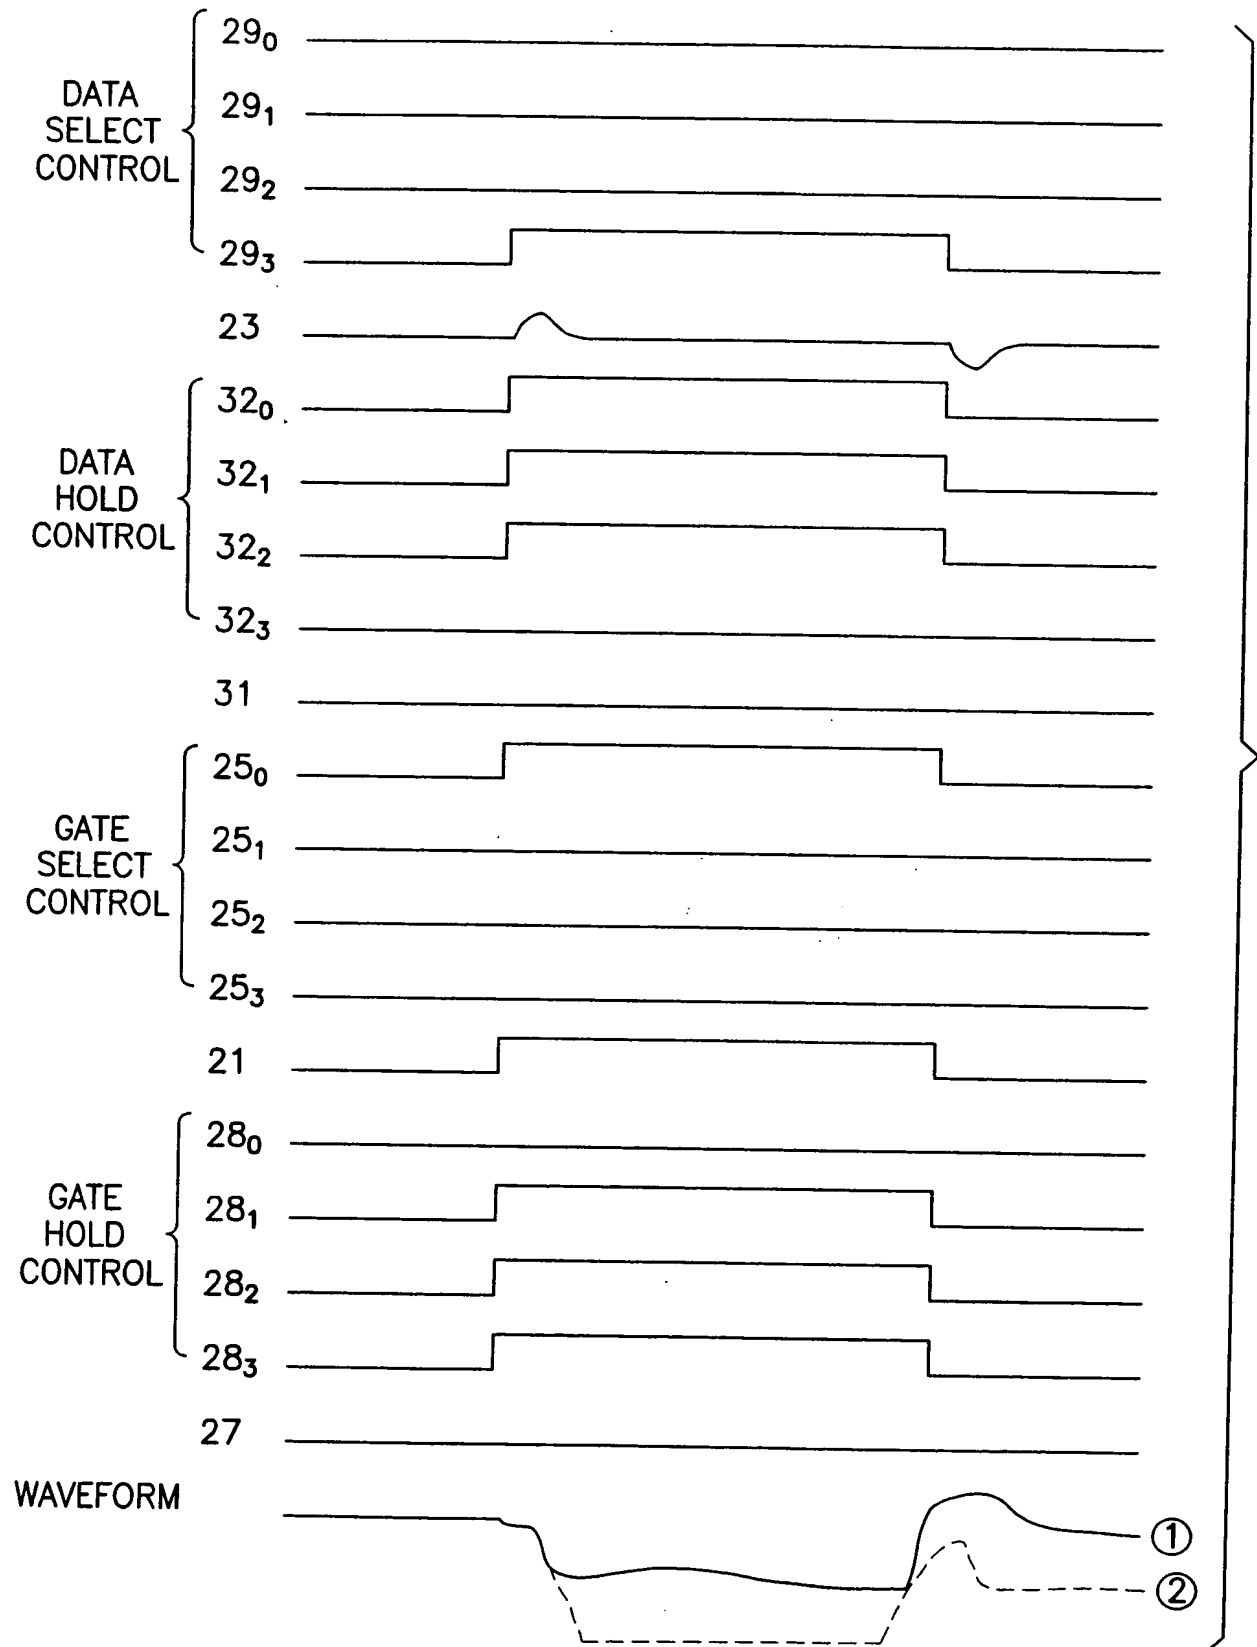 29₀
DATA
SELECT
CONTROL
29₁
29₂
29₃
23
DATA
HOLD
CONTROL
32₀
32₁
32₂
32₃
31
GATE
SELECT
CONTROL
25₀
25₁
25₂
25₃
21
GATE
HOLD
CONTROL
28₀
28₁
28₂
28₃
27
WAVEFORM
①
②